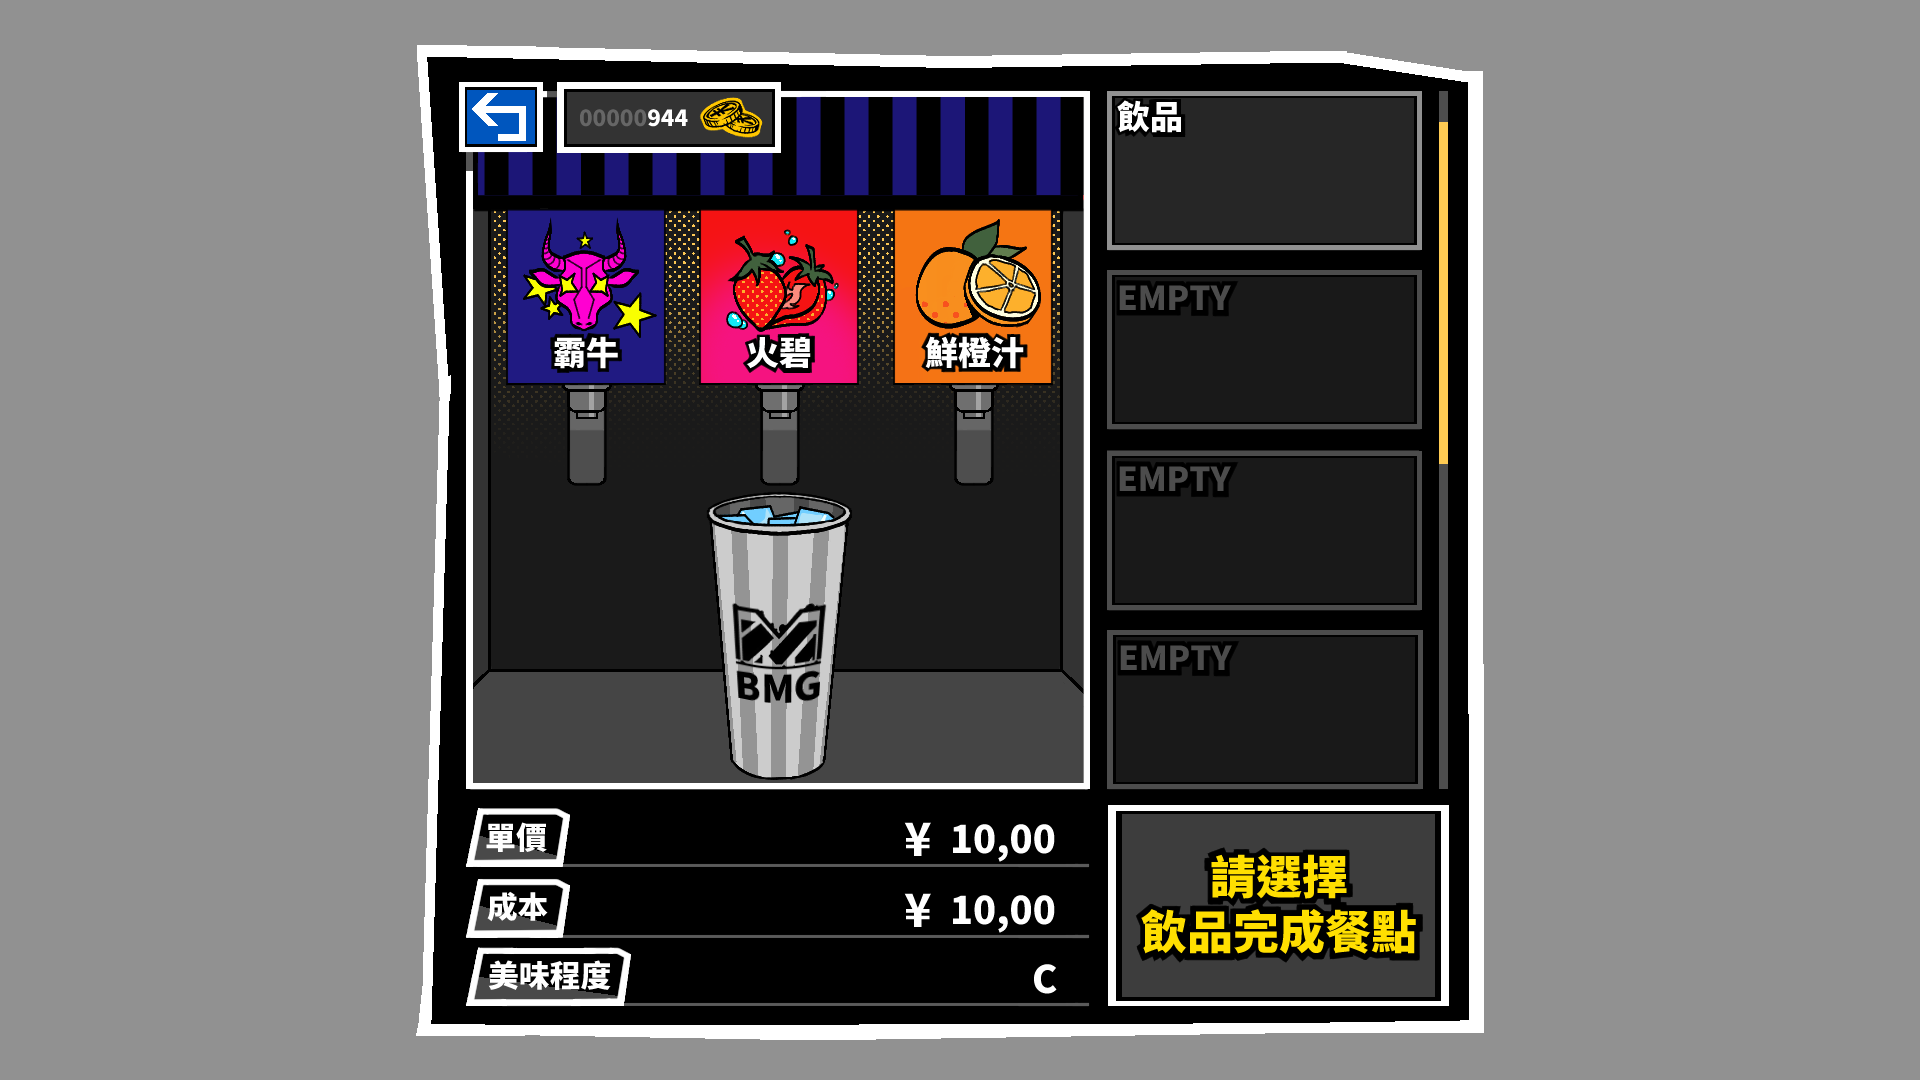 00000944
霸牛
火碧
鮮橙汁
BMG
單價
¥ 10,00
成本
¥ 10,00
美味程度
C
飲品
EMPTY
EMPTY
EMPTY
請選擇
飲品完成餐點